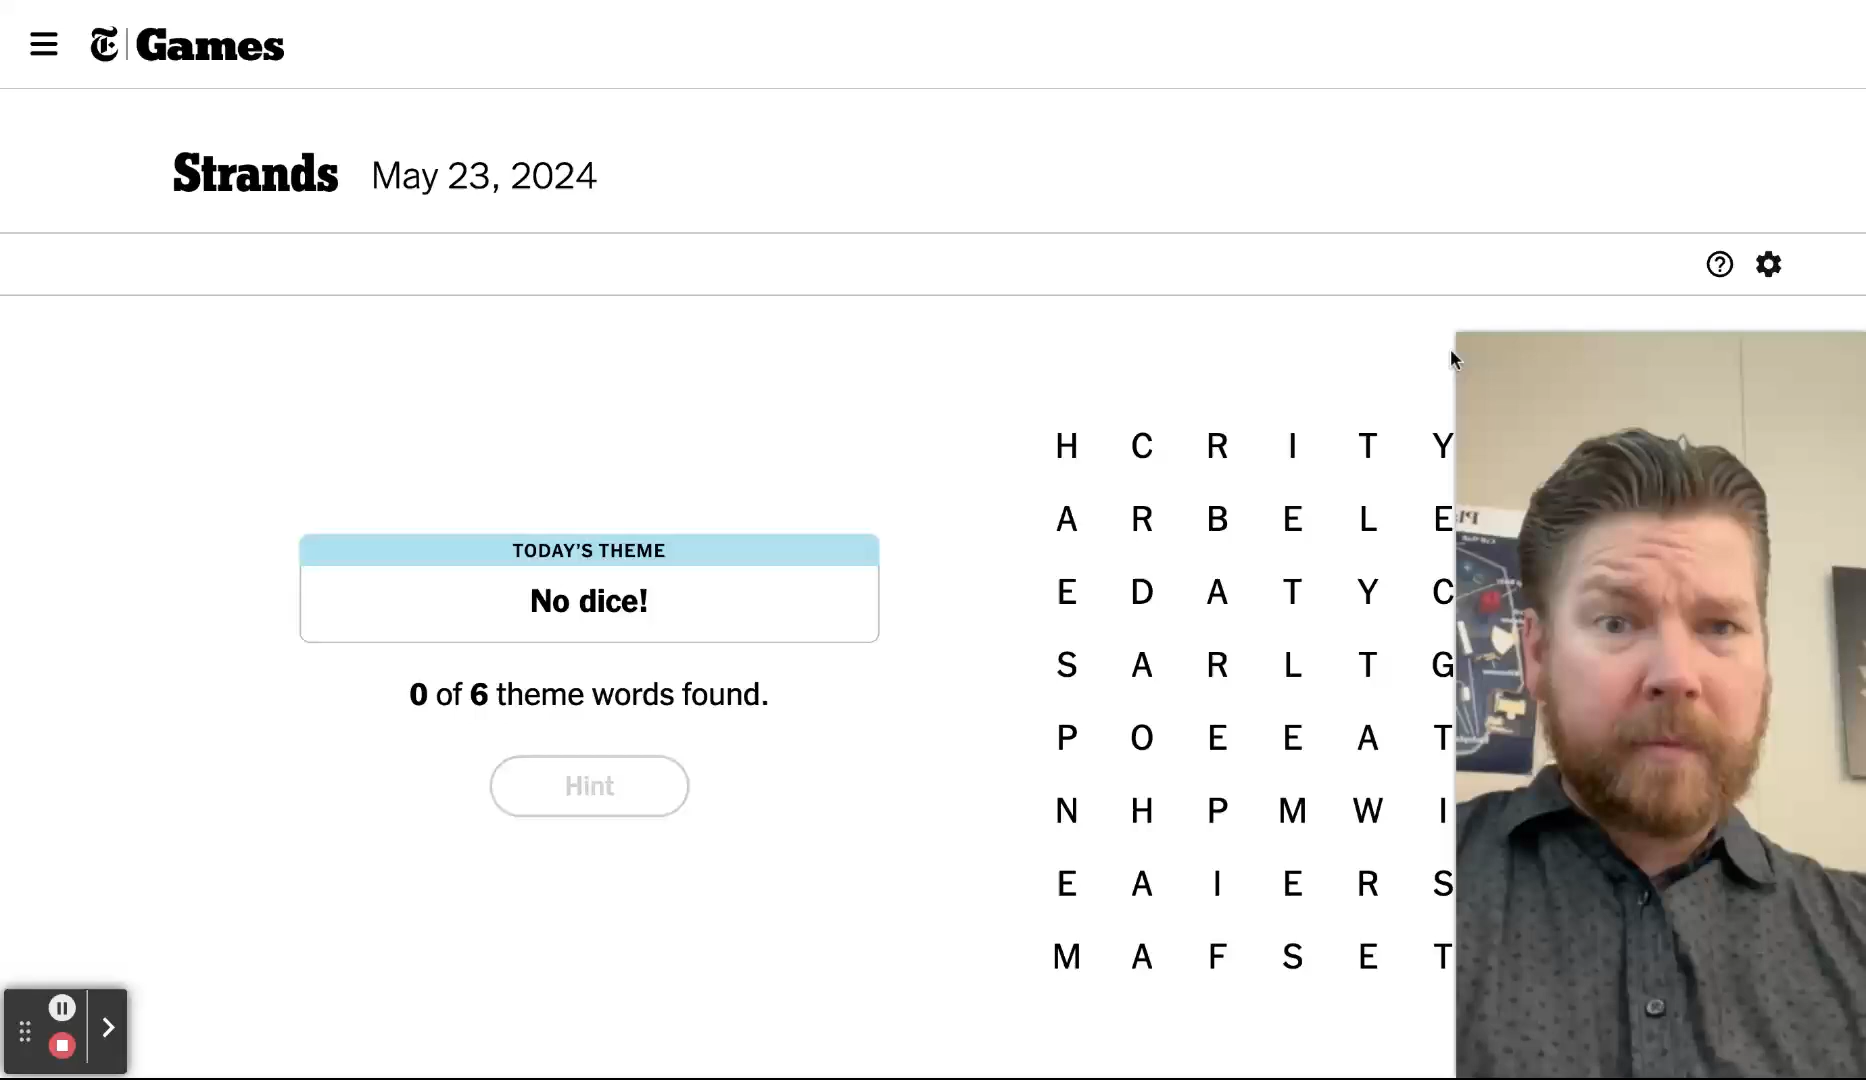 T Games
Strands May 23, 2024
TODAY'S THEME
No dice!
0 of 6 theme words found.
Hint
H C R I T Y
A R B E L E
E D A T Y C
S A R L T G
P O E E A T
N H P M W I
E A I E R S
M A F S E T